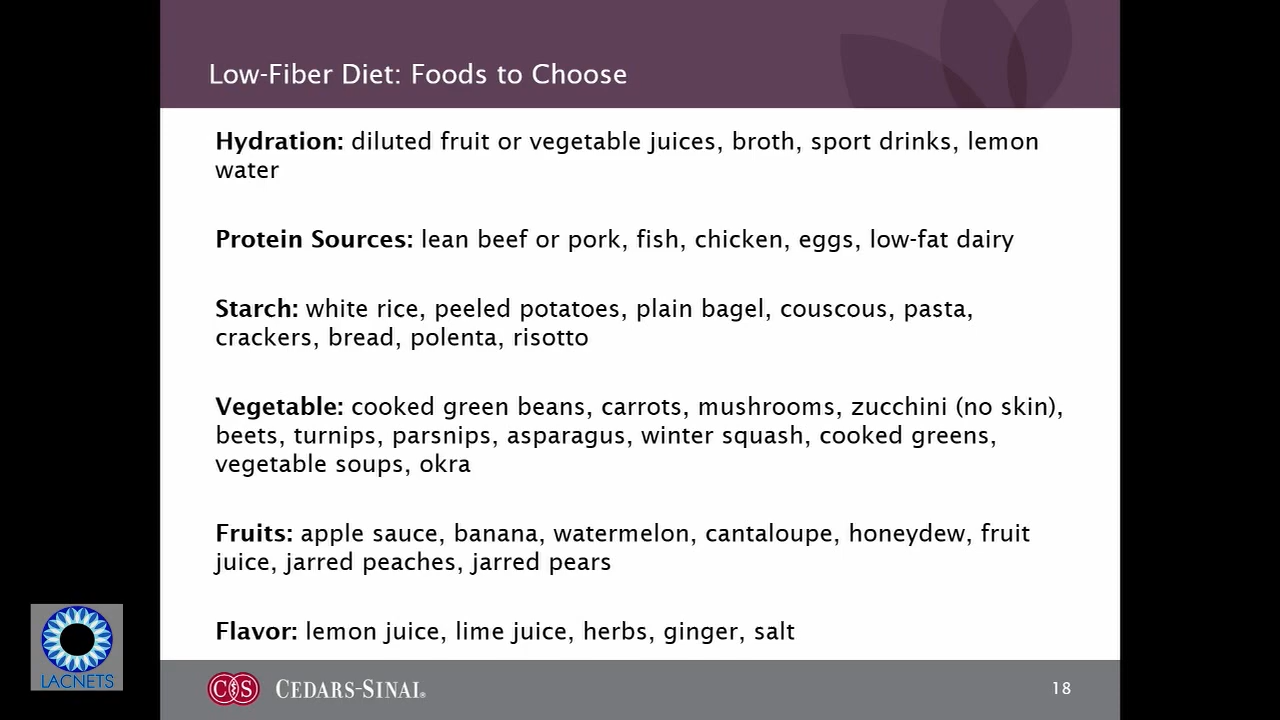 Low-Fiber Diet: Foods to Choose
Hydration: diluted fruit or vegetable juices, broth, sport drinks, lemon
water
Protein Sources: lean beef or pork, fish, chicken, eggs, low-fat dairy
Starch: white rice, peeled potatoes, plain bagel, couscous, pasta,
crackers, bread, polenta, risotto
Vegetable: cooked green beans, carrots, mushrooms, zucchini (no skin),
beets, turnips, parsnips, asparagus, winter squash, cooked greens,
vegetable soups, okra
Fruits: apple sauce, banana, watermelon, cantaloupe, honeydew, fruit
juice, jarred peaches, jarred pears
Flavor: lemon juice, lime juice, herbs, ginger, salt
LACNETS
CS CEDARS-SINAI®
18